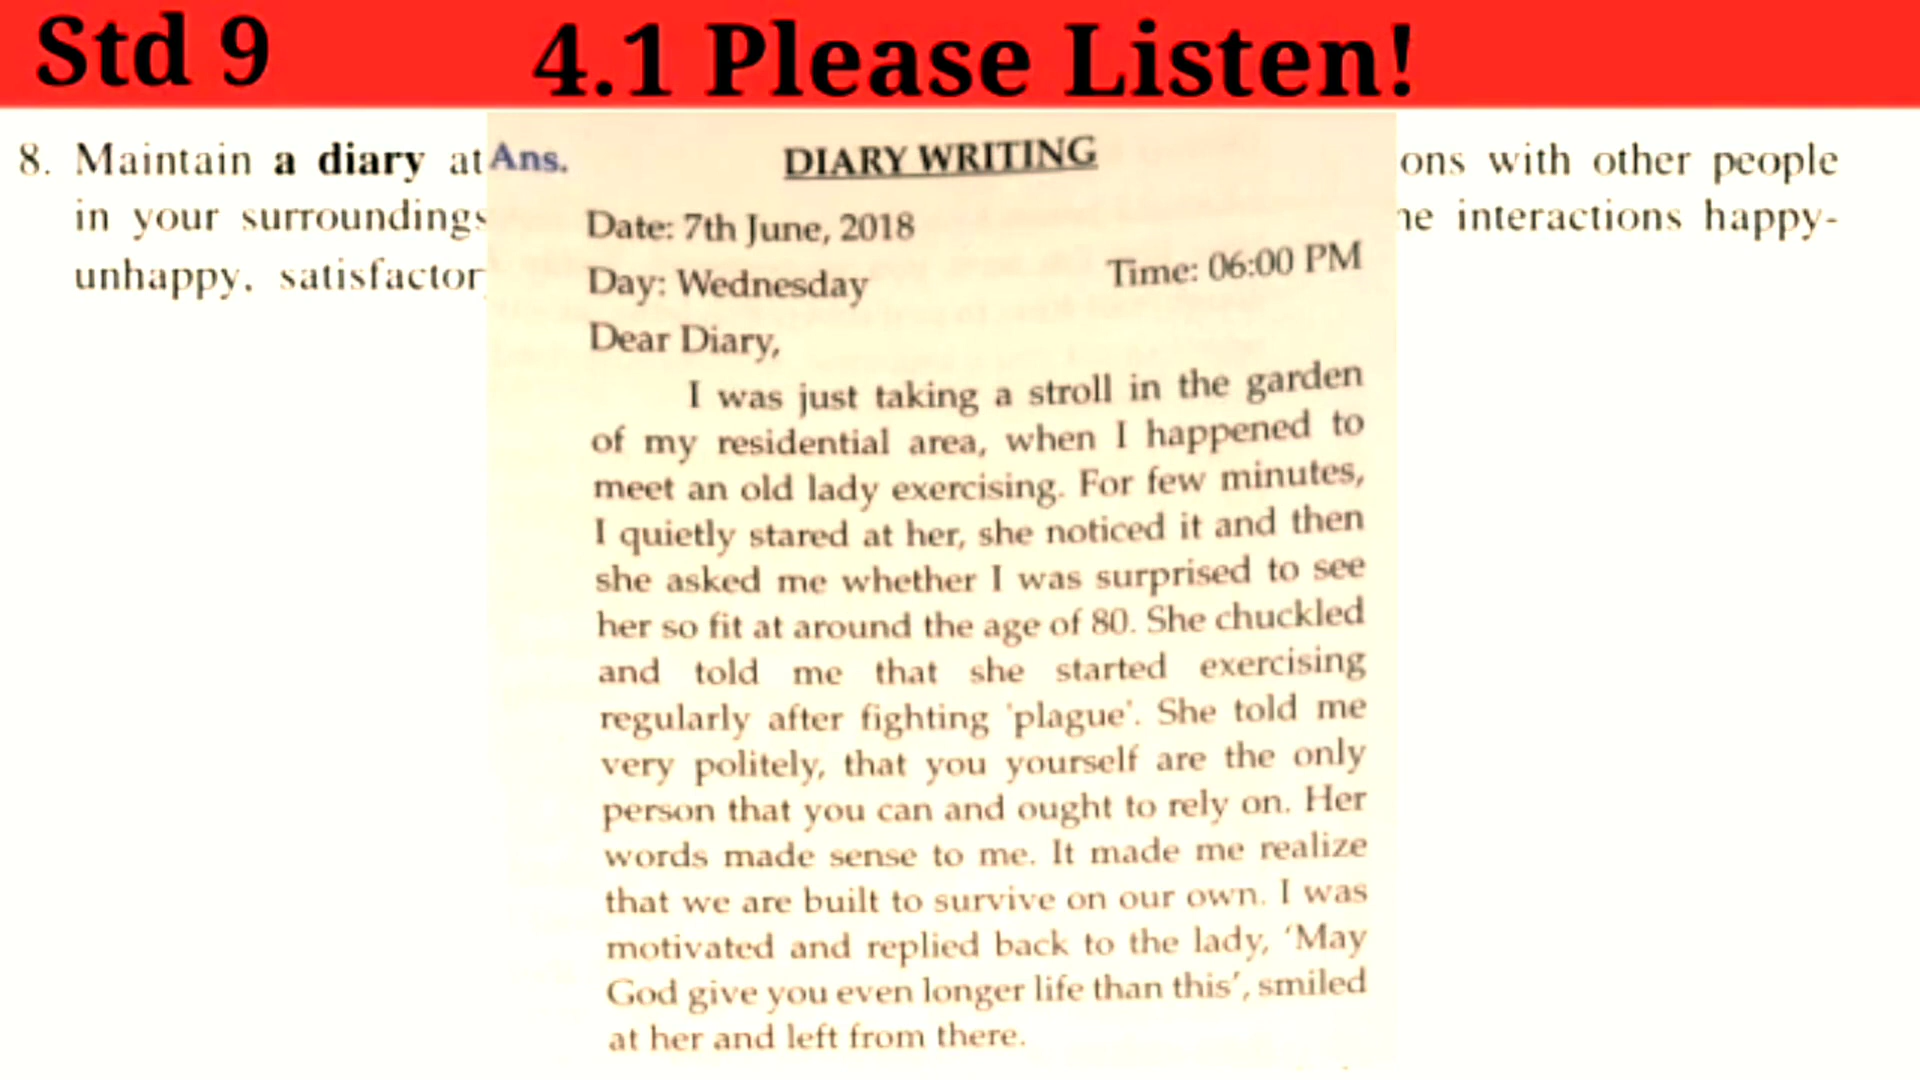 Std 9
4.1 Please Listen!
8. Maintain a diary at
ons with other people
in your surroundings
interactions happy-
unhappy, satisfactor
Ans.
DIARY WRITING
Date: 7th June, 2018
Day: Wednesday
Time: 06:00 PM
Dear Diary,
I was just taking a stroll in the garden
of my residential area, when I happened to
meet an old lady exercising. For few minutes,
I quietly stared at her, she noticed it and then
she asked me whether I was surprised to see
her so fit at around the age of 80. She chuckled
and told me that she started exercising
regularly after fighting 'plague'. She told me
very politely, that you yourself are the only
person that you can and ought to rely on. Her
words made sense to me. It made me realize
that we are built to survive on our own. I was
motivated and replied back to the lady, 'May
God give you even longer life than this', smiled
at her and left from there.